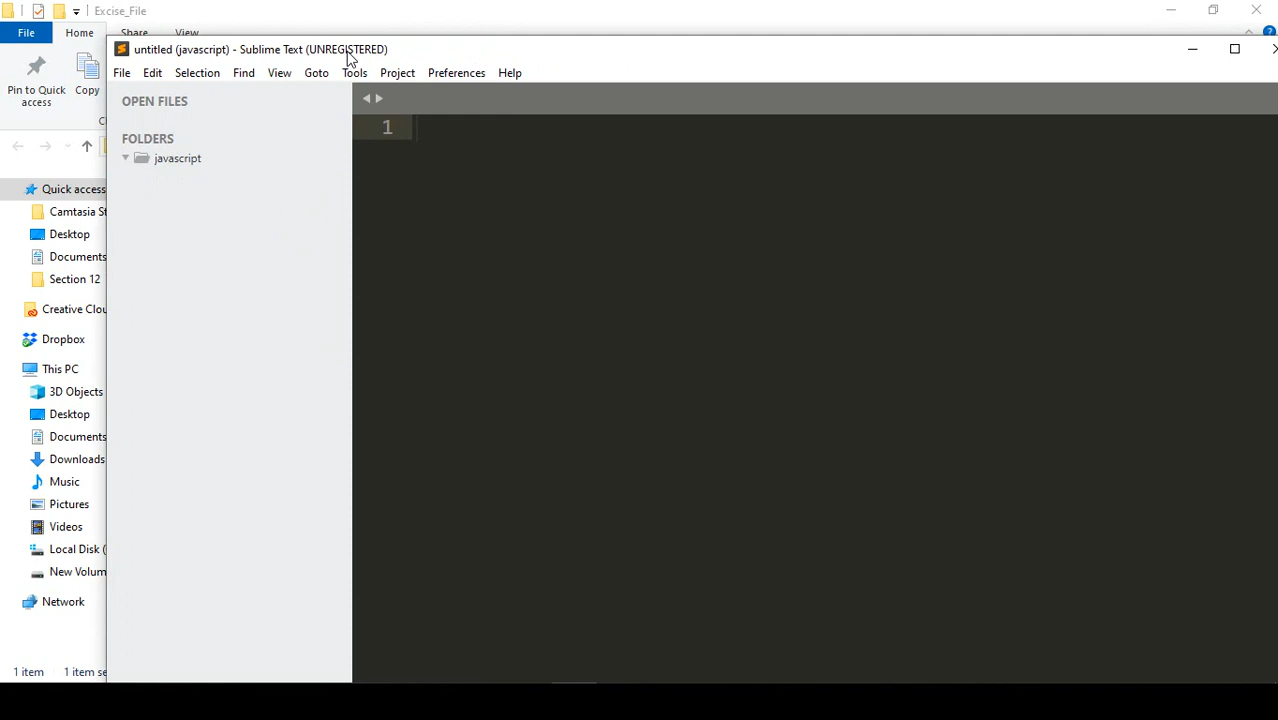 Excise_File
File Home Share View
untitled (javascript) - Sublime Text (UNREGISTERED)
File Edit Selection Find View Goto Tools Project Preferences Help
Pin to Quick access
Copy
OPEN FILES
FOLDERS
javascript
1
Quick access
Camtasia St
Desktop
Documents
Section 12
Creative Clou
Dropbox
This PC
3D Objects
Desktop
Documents
Downloads
Music
Pictures
Videos
Local Disk (
New Volum
Network
1 item 1 item se